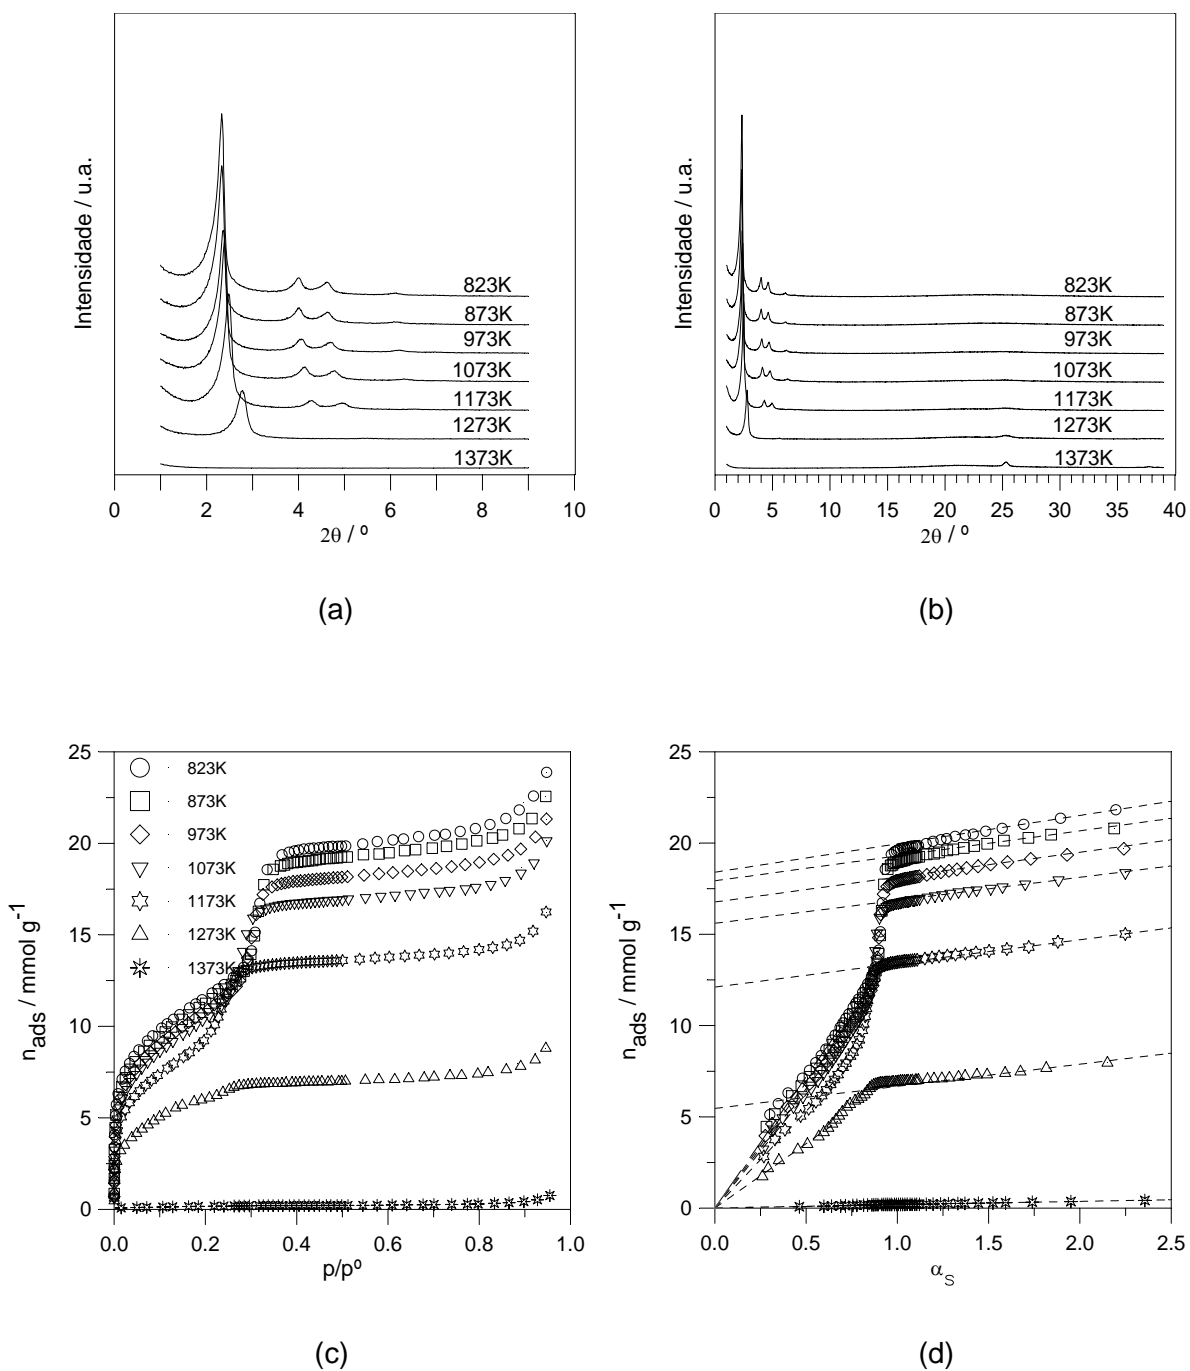 Intensidade / u.a.
823K
873K
973K
1073K
1173K
1273K
1373K
0 2 4 6 8 10
2θ / º
(a)
Intensidade / u.a.
823K
873K
973K
1073K
1173K
1273K
1373K
0 5 10 15 20 25 30 35 40
2θ / º
(b)
n ads / mmol g-1
25
20
15
10
5
0
823K
873K
973K
1073K
1173K
1273K
1373K
0.0 0.2 0.4 0.6 0.8 1.0
p/pº
(c)
n ads / mmol g-1
25
20
15
10
5
0
0.0 0.5 1.0 1.5 2.0 2.5
αS
(d)